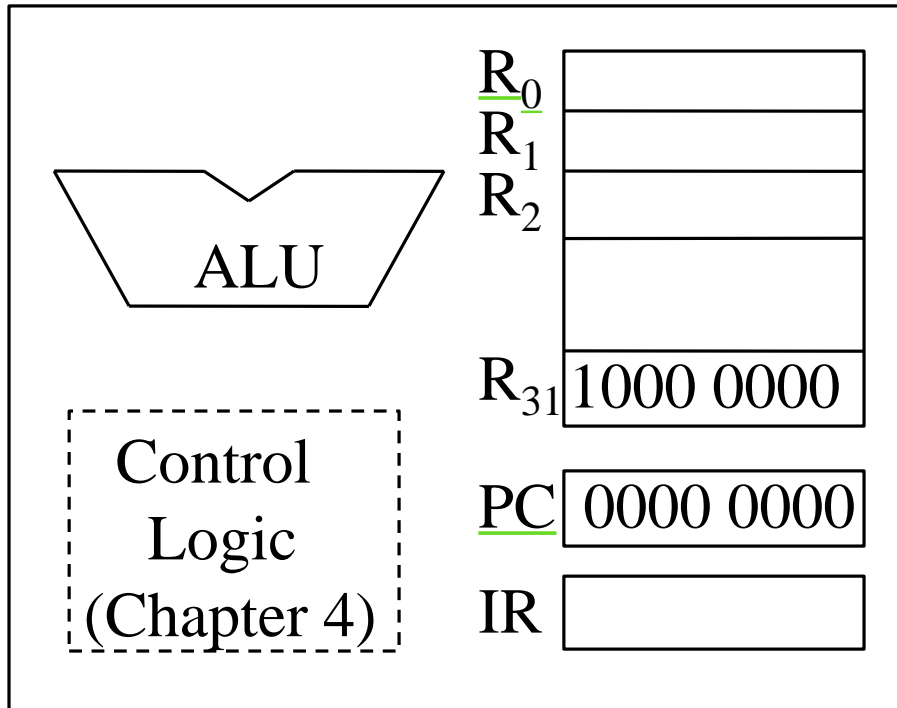 R₀
R₁
R₂
ALU
R₃₁ 1000 0000
Control
Logic
(Chapter 4)
PC 0000 0000
IR